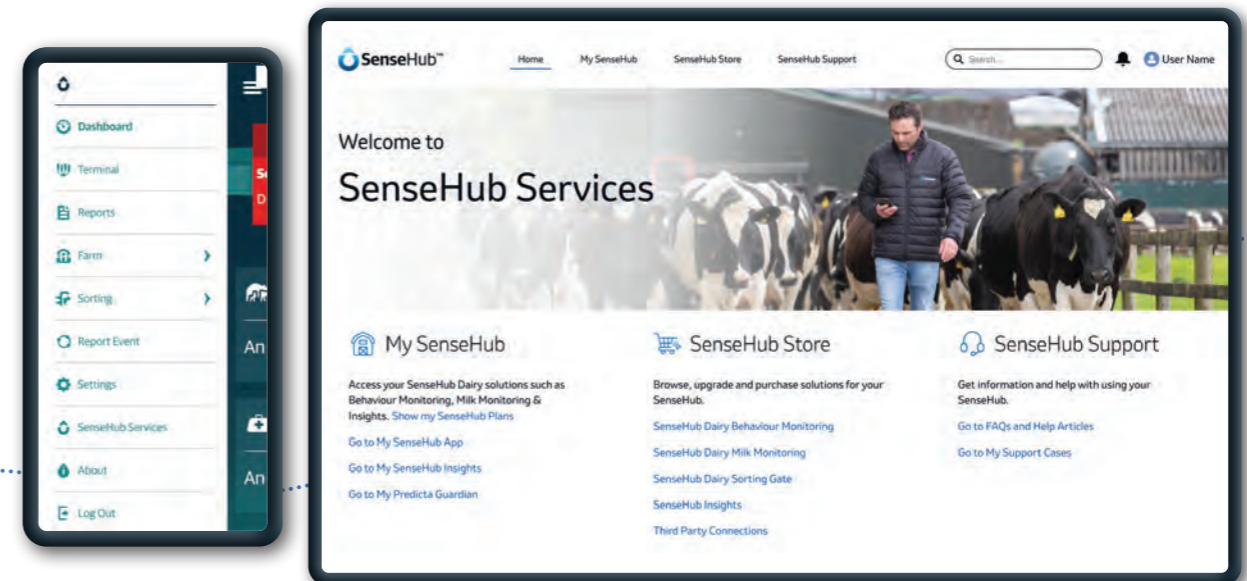 Dashboard
Terminal
Reports
Farm
Sorting
Report Event
Settings
SenseHub Services
About
Log Out
An
An
SenseHub™
Home
My SenseHub
SenseHub Store
SenseHub Support
Search...
User Name
Welcome to
SenseHub Services
My SenseHub
Access your SenseHub Dairy solutions such as
Behaviour Monitoring, Milk Monitoring &
Insights. Show my SenseHub Plans
Go to My SenseHub App
Go to My SenseHub Insights
Go to My Predicta Guardian
SenseHub Store
Browse, upgrade and purchase solutions for your
SenseHub.
SenseHub Dairy Behaviour Monitoring
SenseHub Dairy Milk Monitoring
SenseHub Dairy Sorting Gate
SenseHub Insights
Third Party Connections
SenseHub Support
Get information and help with using your
SenseHub.
Go to FAQs and Help Articles
Go to My Support Cases